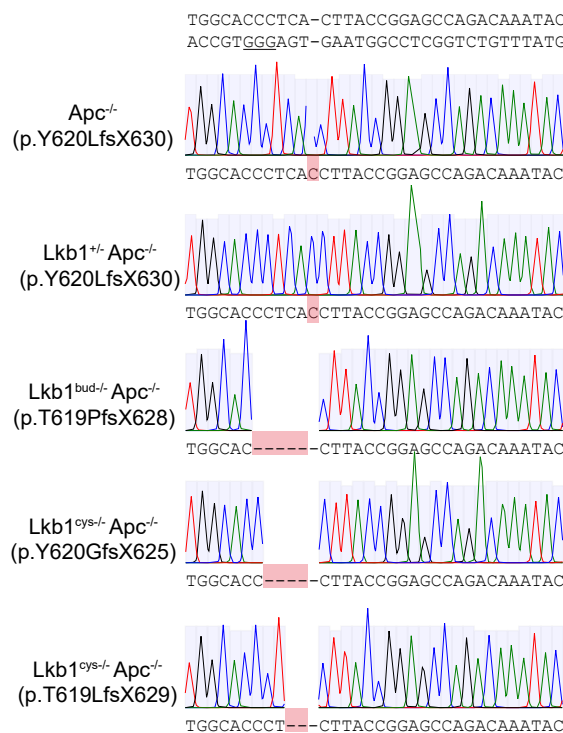 TGGCACCCTCA-CTTACCGGAGCCAGACAAATAC
ACCGTGGGAGT-GAATGGCCTCGGTCTGTTTATG
Apc-/-
(p.Y620LfsX630)
TGGCACCCTCACCTTACCGGAGCCAGACAAATAC
Lkb1+/- Apc-/-
(p.Y620LfsX630)
TGGCACCCTCACCTTACCGGAGCCAGACAAATAC
Lkb1bud-/- Apc-/-
(p.T619PfsX628)
TGGCAC------CTTACCGGAGCCAGACAAATAC
Lkb1cys-/- Apc-/-
(p.Y620GfsX625)
TGGCACC-----CTTACCGGAGCCAGACAAATAC
Lkb1cys-/- Apc-/-
(p.T619LfsX629)
TGGCACCCT---CTTACCGGAGCCAGACAAATAC